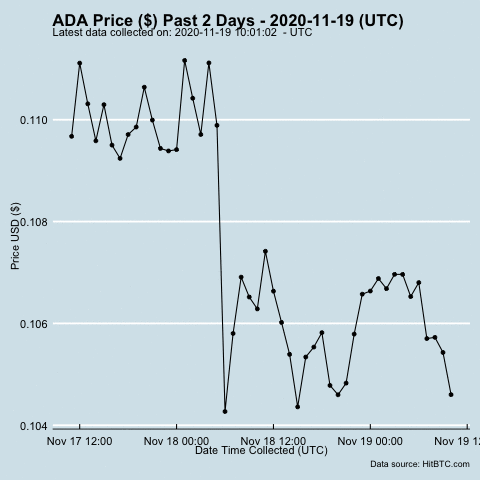 ADA Price ($) Past 2 Days - 2020-11-19 (UTC)
Latest data collected on: 2020-11-19 10:01:02 - UTC
0.110
0.108
0.106
0.104
Price USD ($)
Nov 17 12:00 Nov 18 00:00 Nov 18 12:00 Nov 19 00:00 Nov 19 12
Date Time Collected (UTC)
Data source: HitBTC.com